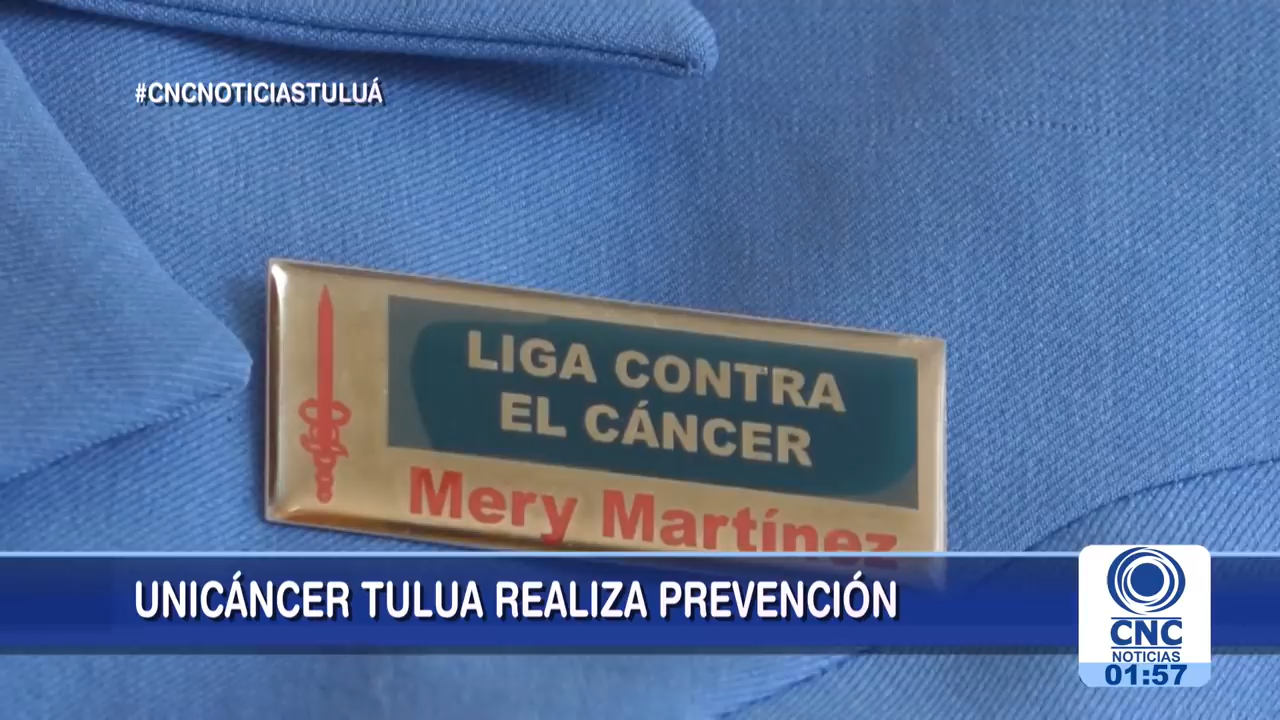 #CNCNOTICIASTULUÁ
LIGA CONTRA
EL CÁNCER
Mery Martínez
UNICÁNCER TULUA REALIZA PREVENCIÓN
CNC
NOTICIAS
01:57